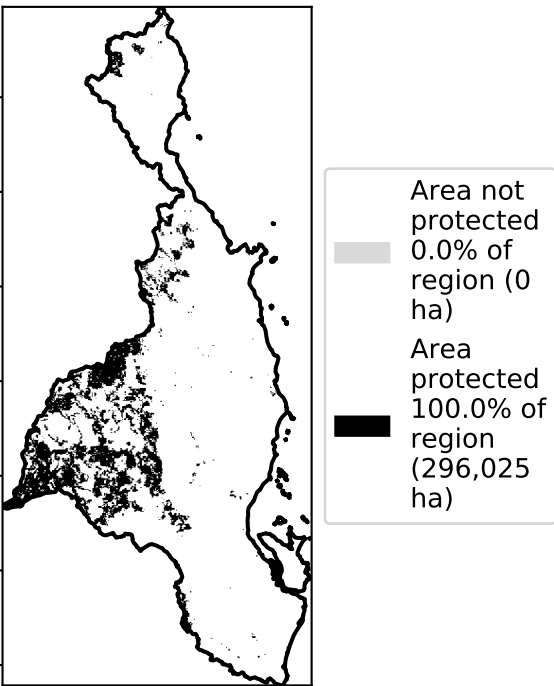 Area not
protected
0.0% of
region (0
ha)
Area
protected
100.0% of
region
(296,025
ha)